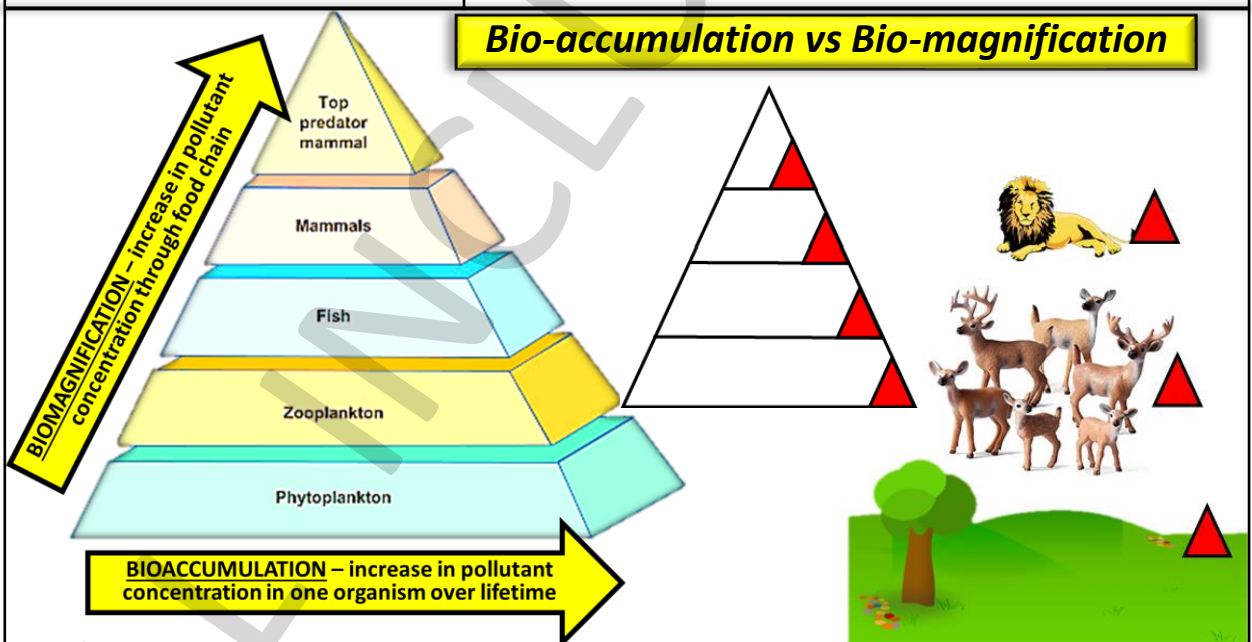 Bio-accumulation vs Bio-magnification
BIOMAGNIFICATION – increase in pollutant
concentration through food chain
Top
predator
mammal
Mammals
Fish
Zooplankton
Phytoplankton
BIOACCUMULATION – increase in pollutant
concentration in one organism over lifetime